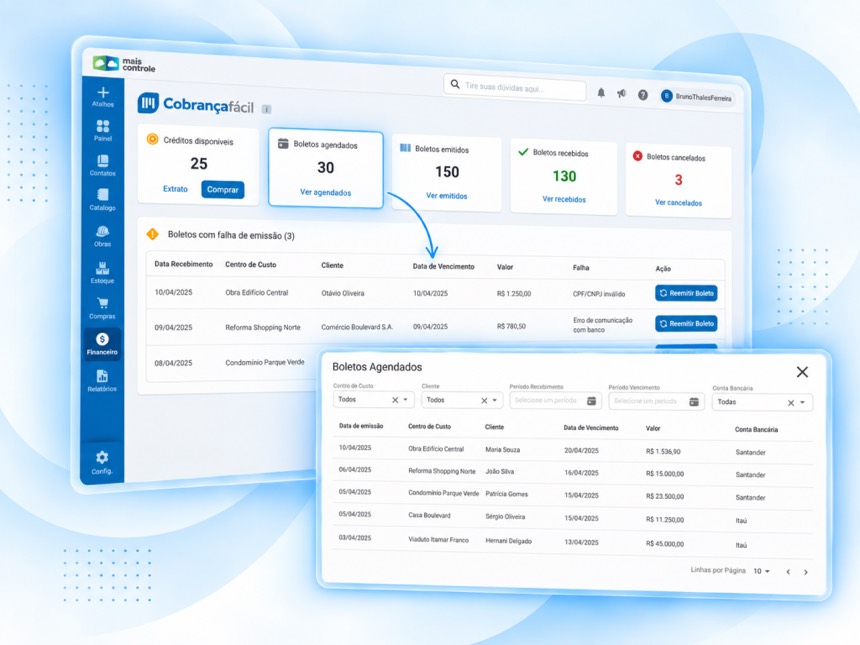 mais
controle
Tire suas dúvidas aqui...
B BrunoThalesFerreira
Atalhos
Painel
Contatos
Catalogo
Obras
Estoque
Compras
Financeiro
Relatórios
Config.
Cobrançafácil i
Créditos disponíveis
25
Extrato Comprar
Boletos agendados
30
Ver agendados
Boletos emitidos
150
Ver emitidos
Boletos recebidos
130
Ver recebidos
Boletos cancelados
3
Ver cancelados
Boletos com falha de emissão (3)
Data Recebimento Centro de Custo Cliente Data de Vencimento Valor Falha Ação
10/04/2025 Obra Edifício Central Otávio Oliveira 10/04/2025 R$ 1.250,00 CPF/CNPJ inválido Reemitir Boleto
09/04/2025 Reforma Shopping Norte Comércio Boulevard S.A. 09/04/2025 R$ 780,50 Erro de comunicação
com banco Reemitir Boleto
08/04/2025 Condomínio Parque Verde
Boletos Agendados
Centro de Custo Cliente Período Recebimento Período Vencimento Conta Bancária
Todos Todos Selecione um período Selecione um período Todas
Data de emissão Centro de Custo Cliente Data de Vencimento Valor Conta Bancária
10/04/2025 Obra Edifício Central Maria Souza 20/04/2025 R$ 1.536,90 Santander
06/04/2025 Reforma Shopping Norte João Silva 16/04/2025 R$ 15.000,00 Santander
05/04/2025 Condomínio Parque Verde Patrícia Gomes 15/04/2025 R$ 23.500,00 Santander
05/04/2025 Casa Boulevard Sérgio Oliveira 15/04/2025 R$ 11.250,00 Itaú
03/04/2025 Viaduto Itamar Franco Hernani Delgado 13/04/2025 R$ 45.000,00 Itaú
Linhas por Página 10